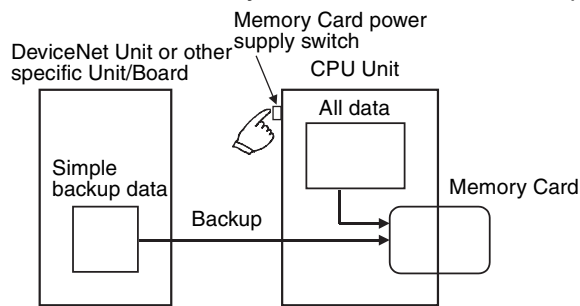 Memory Card power
supply switch
DeviceNet Unit or other
specific Unit/Board
CPU Unit
All data
Simple
backup data
Memory Card
Backup